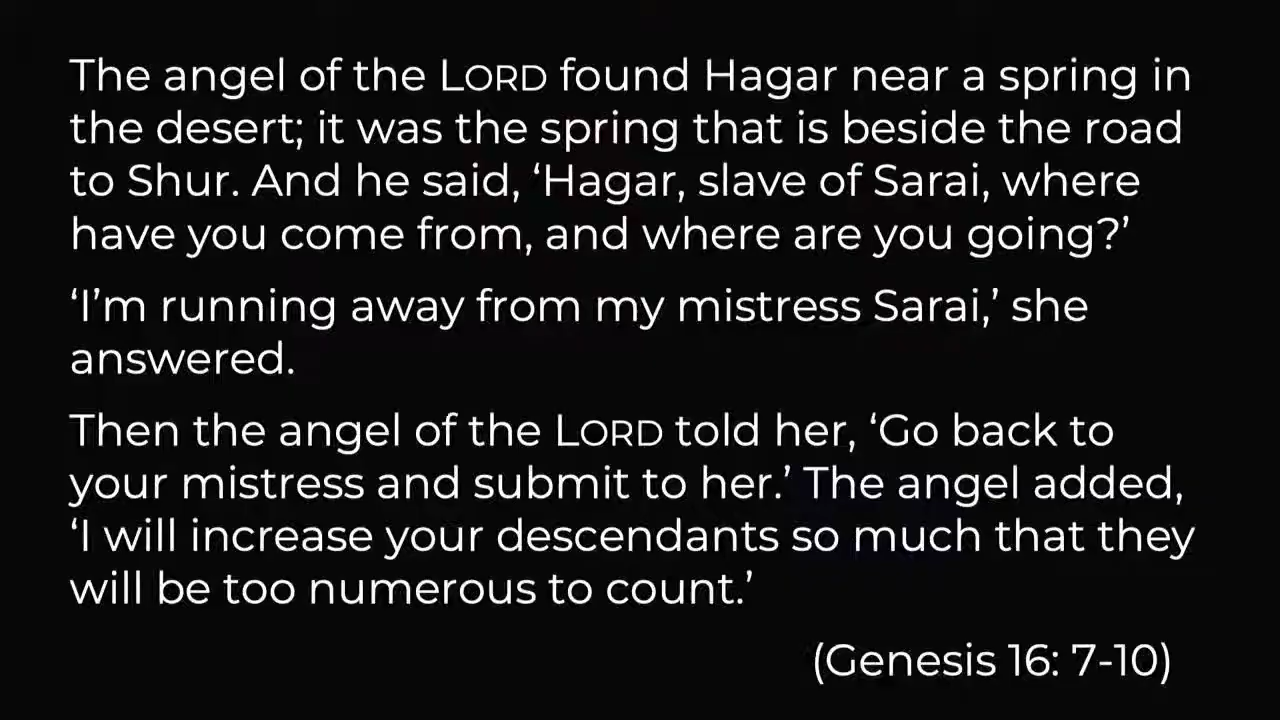 The angel of the LORD found Hagar near a spring in
the desert; it was the spring that is beside the road
to Shur. And he said, ‘Hagar, slave of Sarai, where
have you come from, and where are you going?’
‘I’m running away from my mistress Sarai,’ she
answered.
Then the angel of the LORD told her, ‘Go back to
your mistress and submit to her.’ The angel added,
‘I will increase your descendants so much that they
will be too numerous to count.’
(Genesis 16: 7-10)